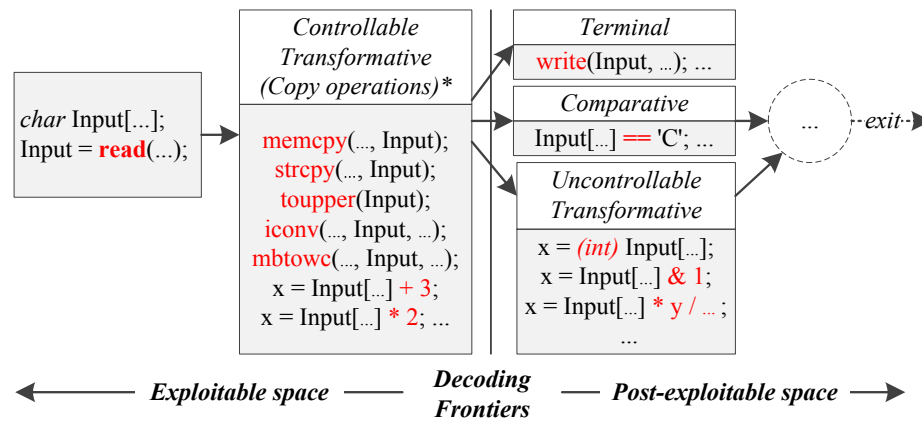 char Input[...];
Input = read(...);
Controllable
Transformative
(Copy operations)*
memcpy(..., Input);
strcpy(..., Input);
toupper(Input);
iconv(..., Input, ...);
mbtowc(..., Input, ...);
x = Input[...] + 3;
x = Input[...] * 2; ...
Terminal
write(Input, ...); ...
Comparative
Input[...] == 'C'; ...
Uncontrollable
Transformative
x = (int) Input[...];
x = Input[...] & 1;
x = Input[...] * y / ... ;
...
...
exit
Exploitable space
Decoding
Frontiers
Post-exploitable space